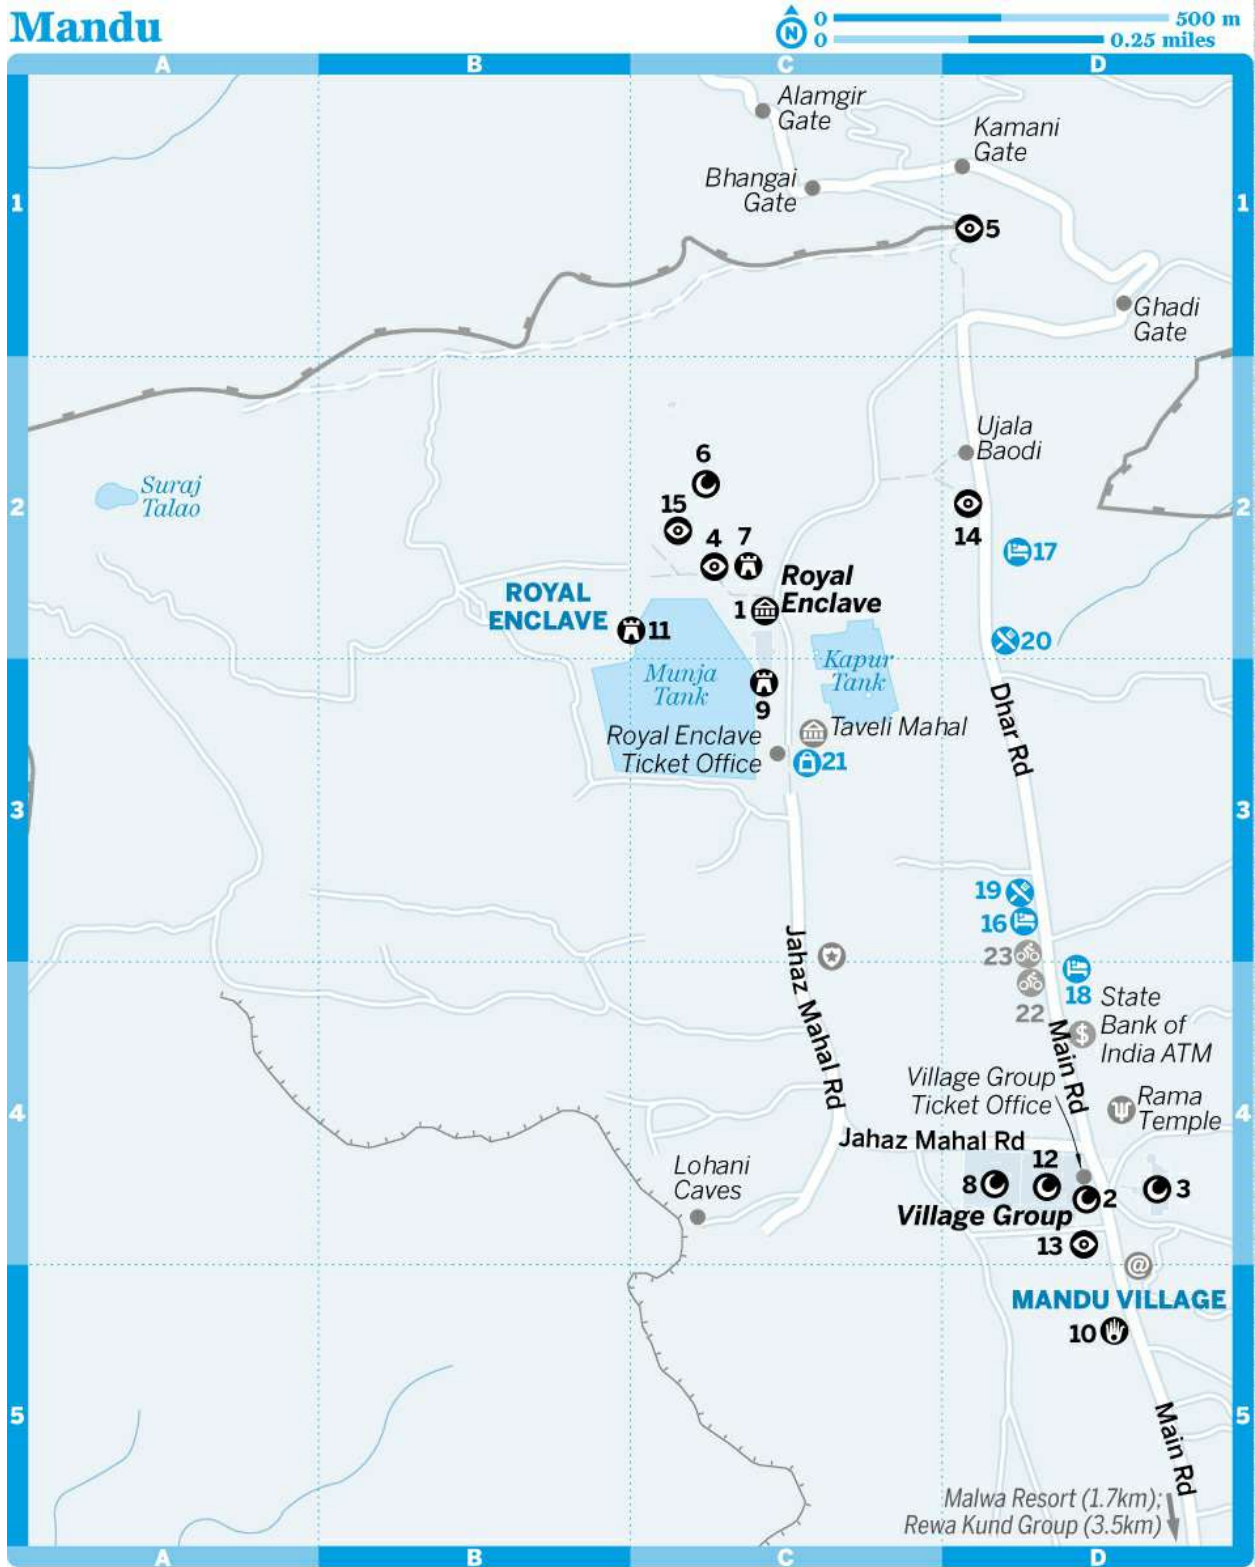 Mandu
N
0 500 m
0 0.25 miles
A B C D
Alamgir
Gate
Kamani
Gate
Bhangai
Gate
1 1
5
Ghadi
Gate
Ujala
Baodi
6
Suraj
Talao
2 2
15
14
4 7
17
Royal
Enclave
ROYAL
ENCLAVE
1
11
20
Munja
Tank
Kapur
Tank
9
Dhar Rd
Taveli Mahal
Royal Enclave
Ticket Office
21
3 3
19
16
23
Jahaz Mahal Rd
18
22
State
Bank of
India ATM
$
Main Rd
Village Group
Ticket Office
Rama
Temple
4 4
Jahaz Mahal Rd
12
Lohani
Caves
8
2
3
Village Group
13
@
MANDU VILLAGE
10
5 5
Main Rd
Malwa Resort (1.7km);
Rewa Kund Group (3.5km)
A B C D